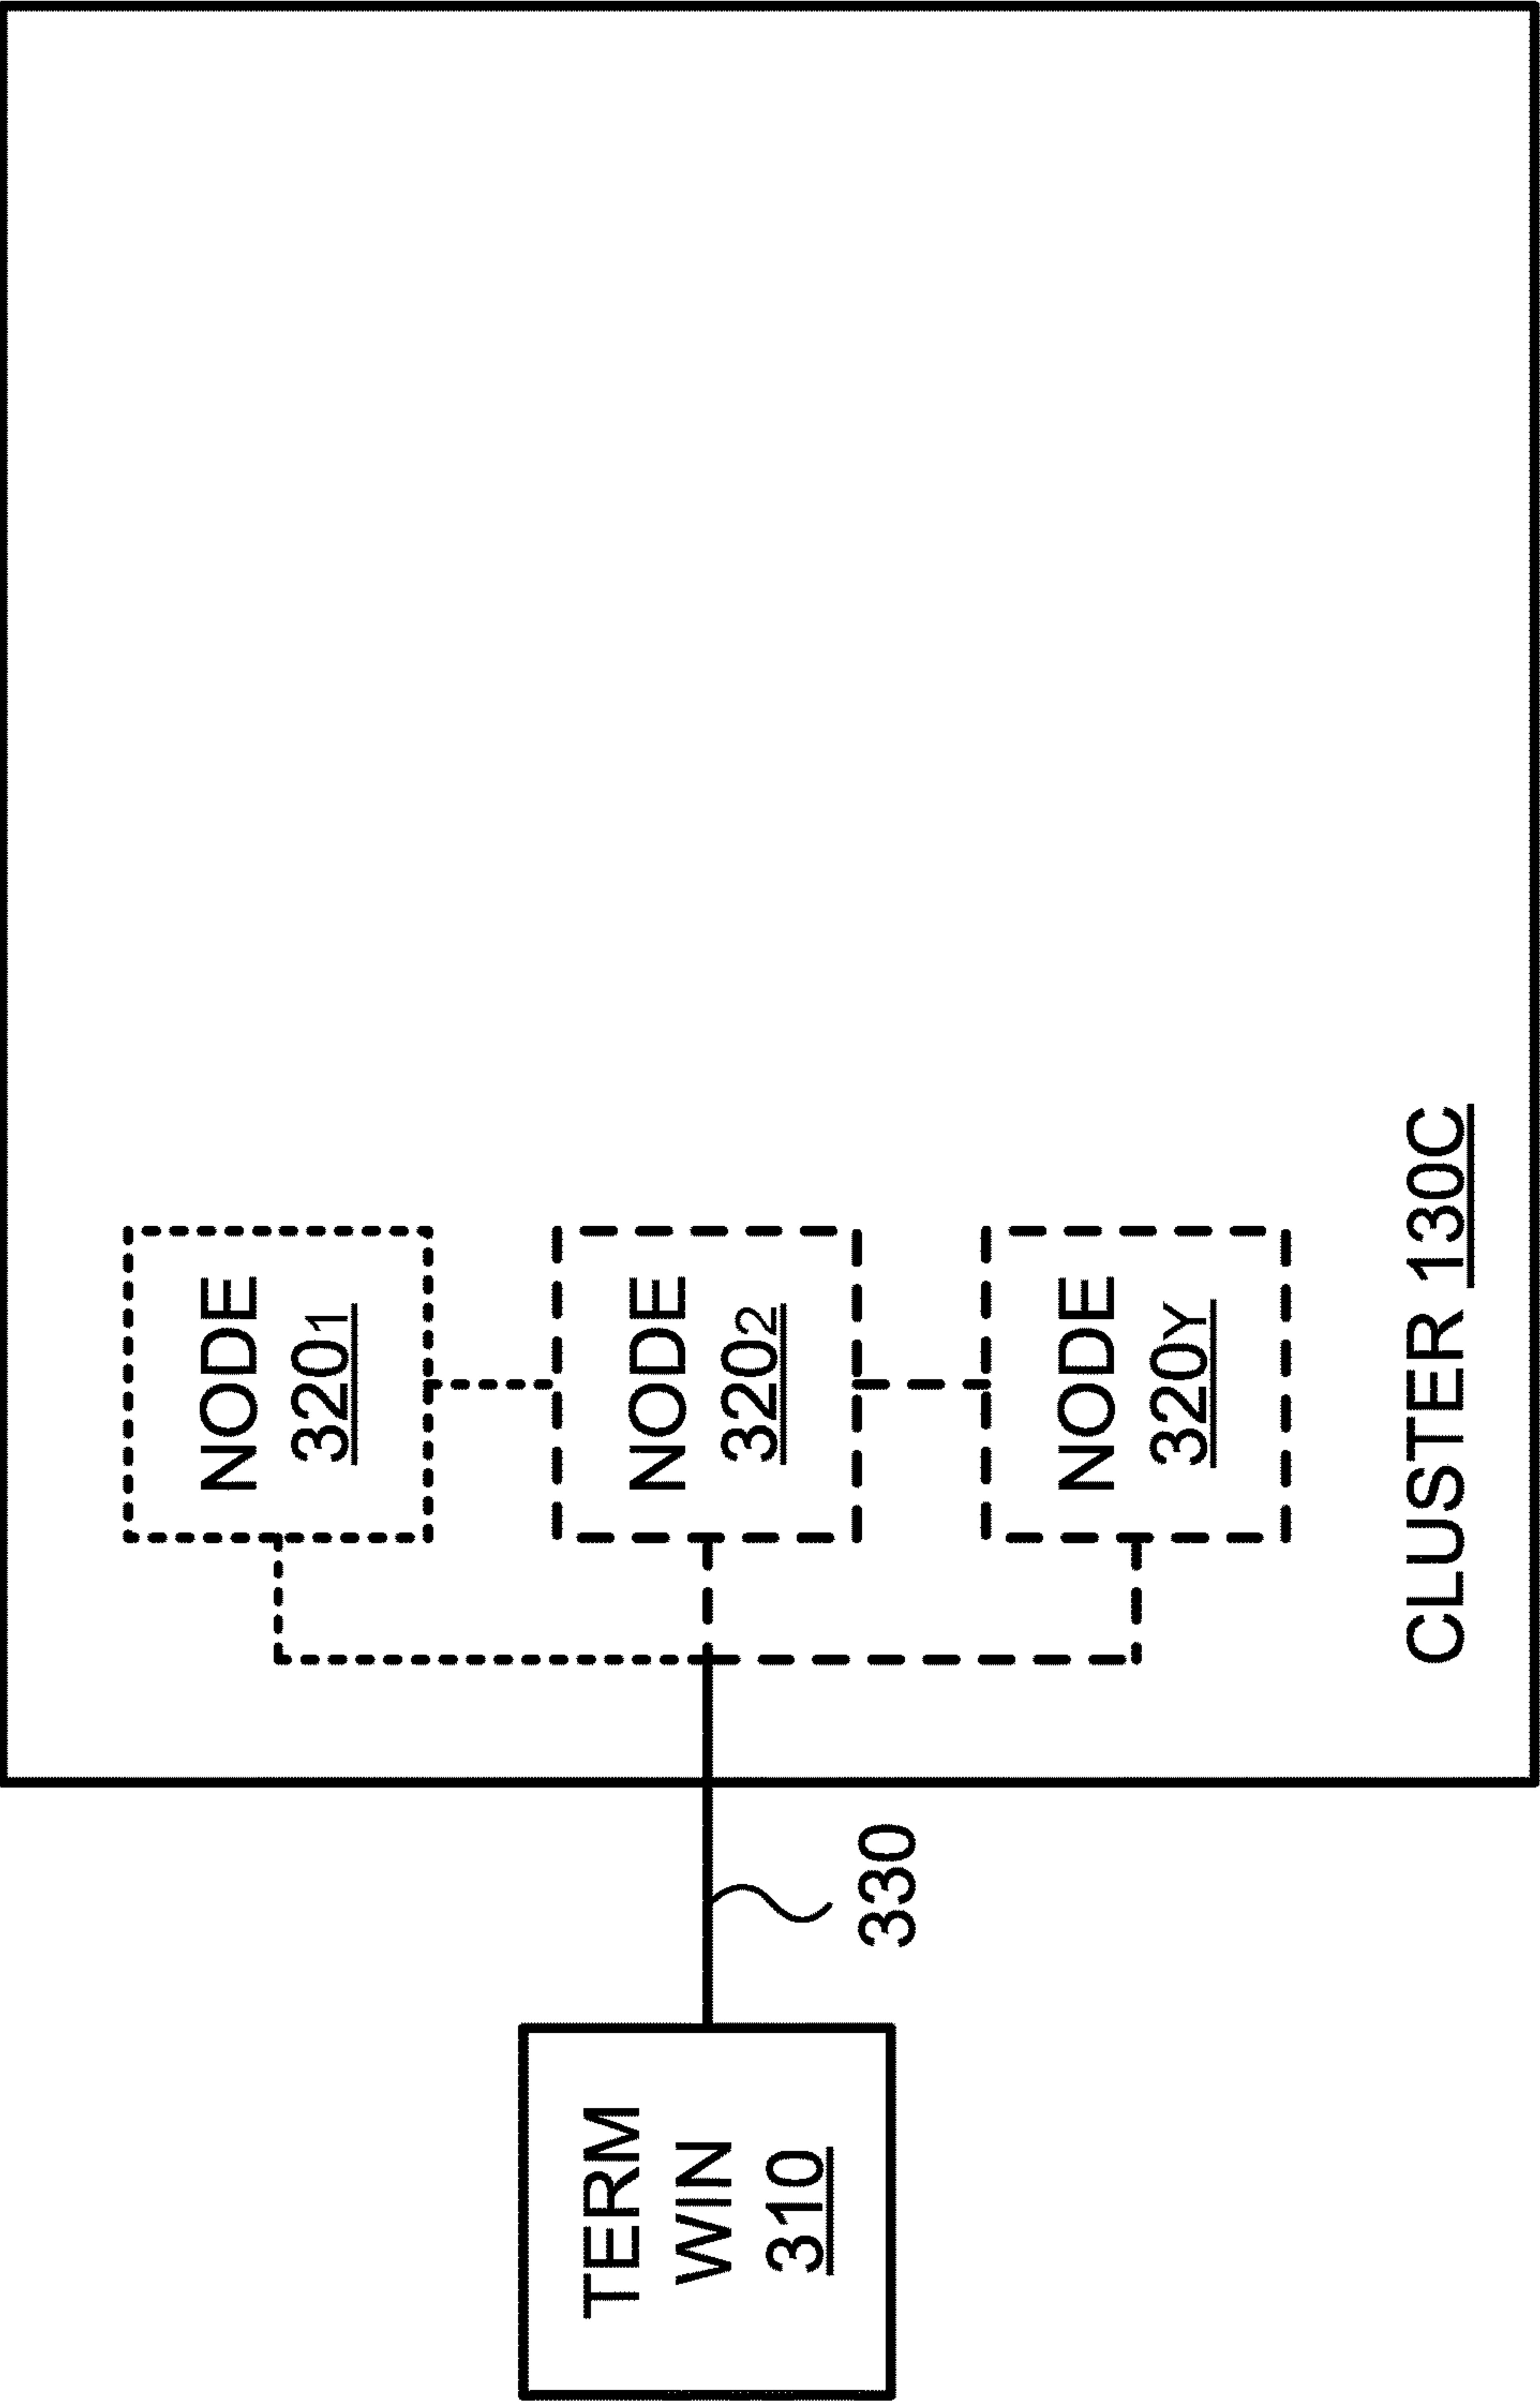 TERM
WIN
310
330
NODE
320₁
NODE
320₂
NODE
320Y
CLUSTER 130C